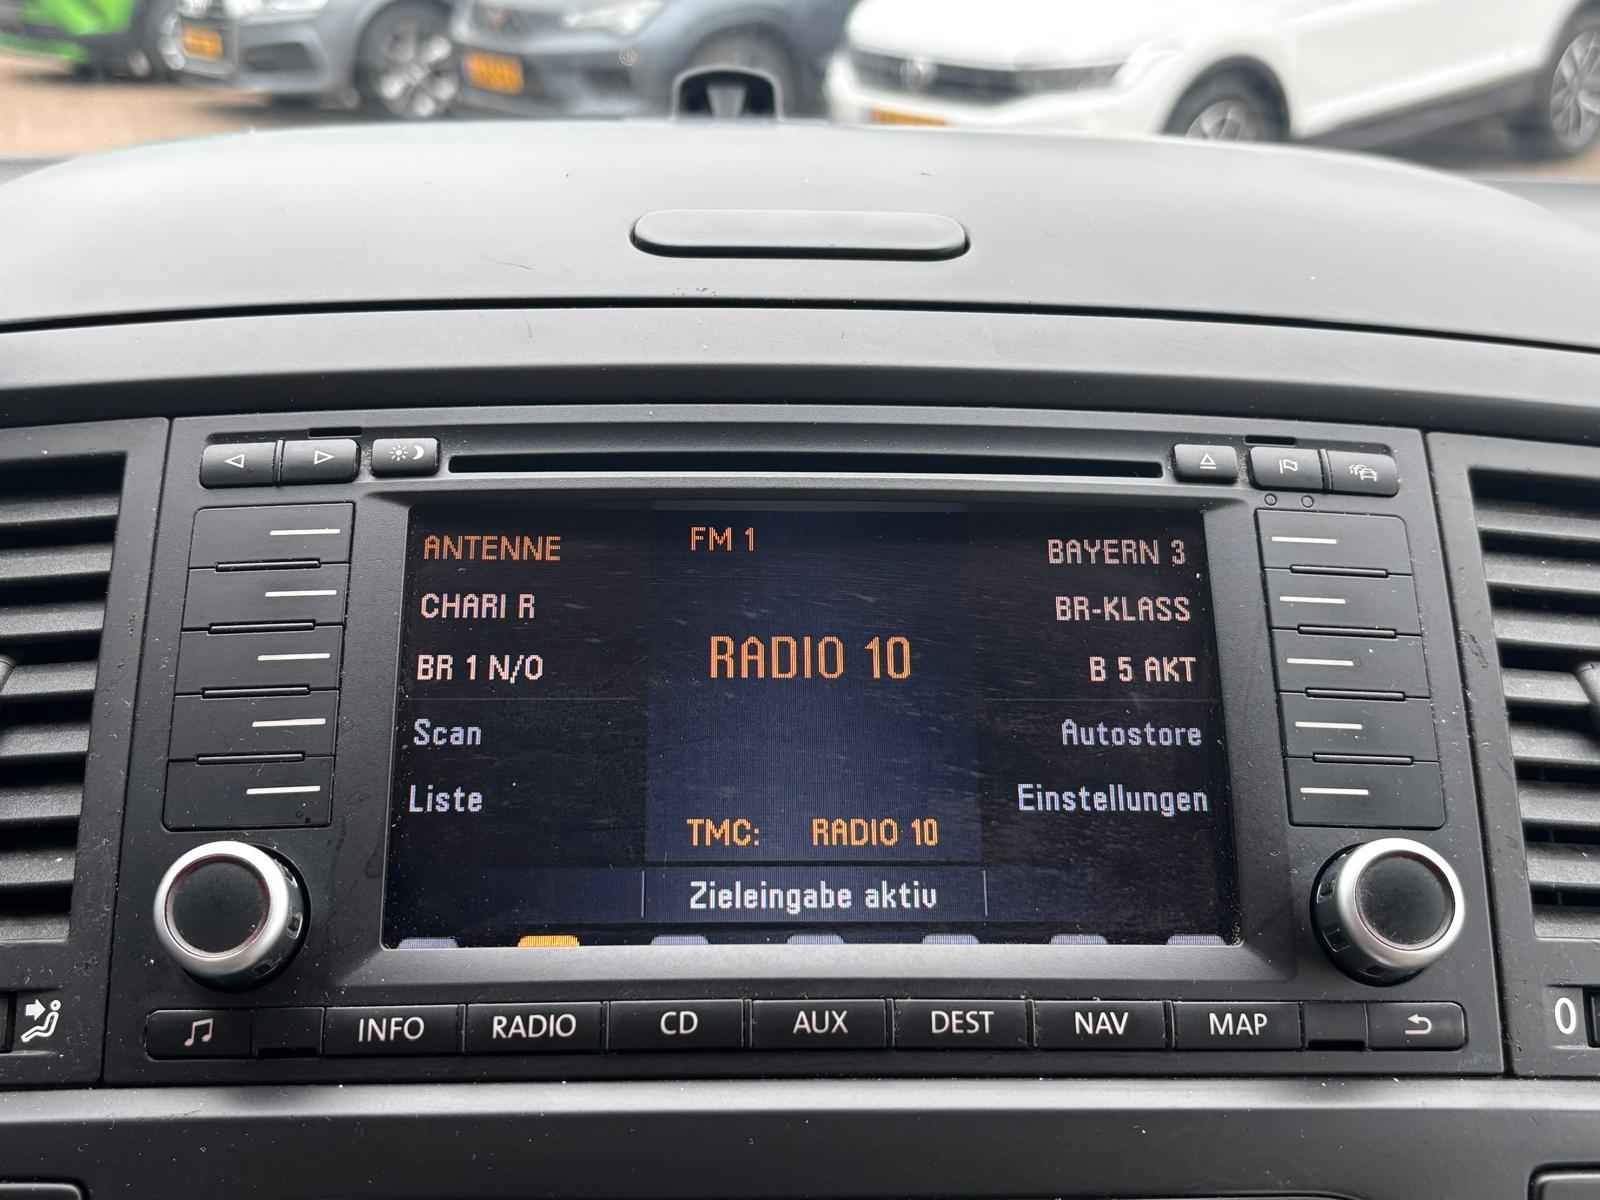 ANTENNE FM 1 BAYERN 3
CHARI R BR-KLASS
RADIO 10
BR 1 N/O B 5 AKT
Scan Autostore
Liste Einstellungen
TMC: RADIO 10
Zieleingabe aktiv
INFO RADIO CD AUX DEST NAV MAP
0